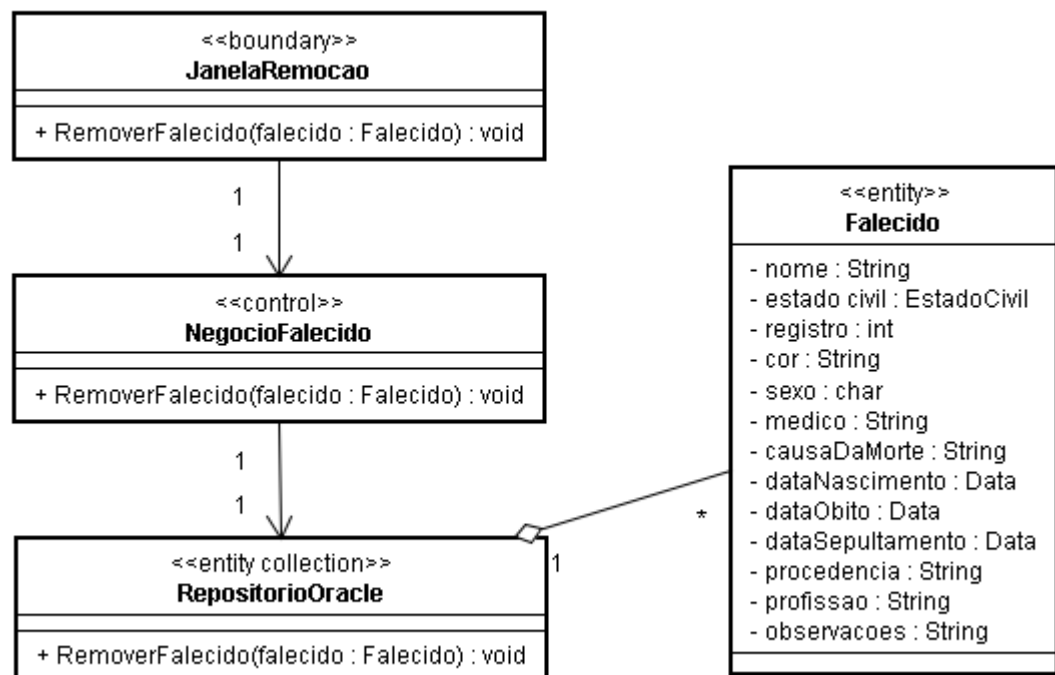 <<boundary>>
JanelaRemocao
+ RemoverFalecido(falecido : Falecido) : void
1
1
<<control>>
NegocioFalecido
+ RemoverFalecido(falecido : Falecido) : void
1
1
<<entity collection>>
RepositorioOracle
+ RemoverFalecido(falecido : Falecido) : void
1
*
<<entity>>
Falecido
- nome : String
- estado civil : EstadoCivil
- registro : int
- cor : String
- sexo : char
- medico : String
- causaDaMorte : String
- dataNascimento : Data
- dataObito : Data
- dataSepultamento : Data
- procedencia : String
- profissao : String
- observacoes : String